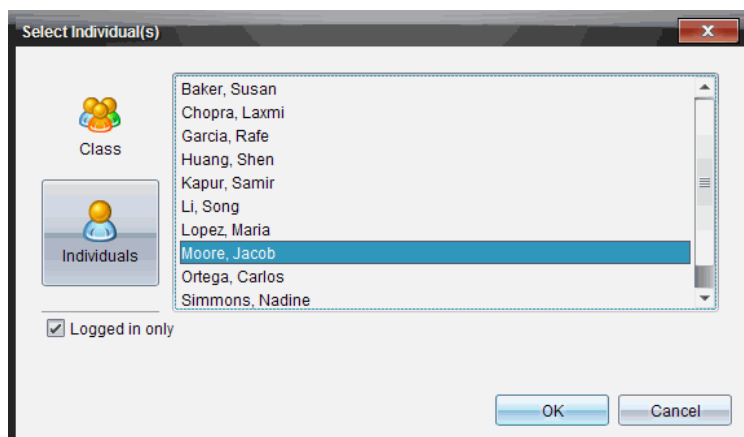 Select Individual(s)
x
Class
Individuals
Baker, Susan
Chopra, Laxmi
Garcia, Rafe
Huang, Shen
Kapur, Samir
Li, Song
Lopez, Maria
Moore, Jacob
Ortega, Carlos
Simmons, Nadine
Logged in only
OK
Cancel